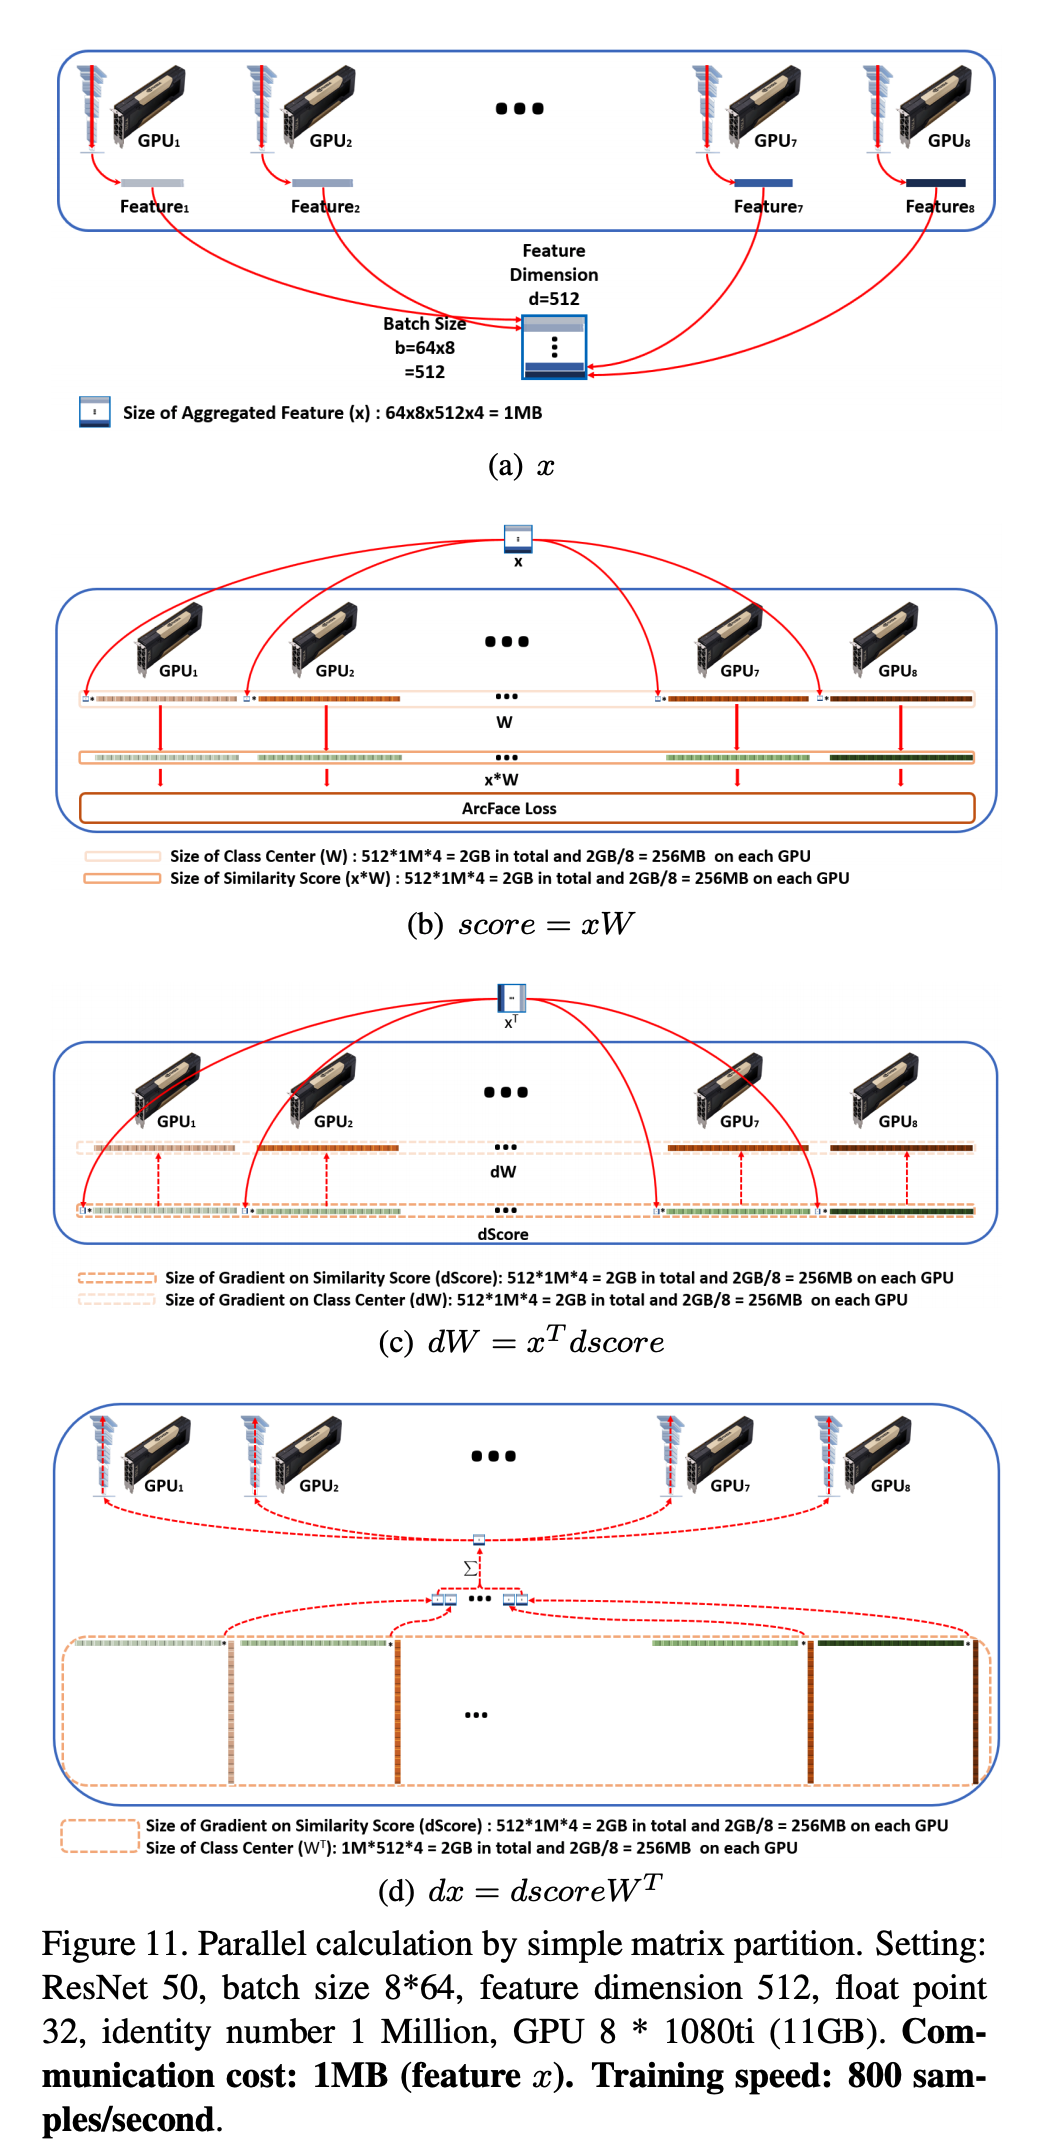 GPU₁ GPU₂ ... GPU₇ GPU₈
Feature₁ Feature₂ Feature₇ Feature₈
Feature
Dimension
d=512
Batch Size
b=64x8
=512
Size of Aggregated Feature (x) : 64x8x512x4 = 1MB
(a) x
x
GPU₁ GPU₂ ... GPU₇ GPU₈
* * ... * *
W
...
x*W
ArcFace Loss
Size of Class Center (W) : 512*1M*4 = 2GB in total and 2GB/8 = 256MB on each GPU
Size of Similarity Score (x*W) : 512*1M*4 = 2GB in total and 2GB/8 = 256MB on each GPU
(b) score = xW
xᵀ
GPU₁ GPU₂ ... GPU₇ GPU₈
...
dW
* * ... * *
dScore
Size of Gradient on Similarity Score (dScore): 512*1M*4 = 2GB in total and 2GB/8 = 256MB on each GPU
Size of Gradient on Class Center (dW): 512*1M*4 = 2GB in total and 2GB/8 = 256MB on each GPU
(c) dW = xᵀdscore
GPU₁ GPU₂ ... GPU₇ GPU₈
∑
...
* * * *
...
Size of Gradient on Similarity Score (dScore) : 512*1M*4 = 2GB in total and 2GB/8 = 256MB on each GPU
Size of Class Center (Wᵀ): 1M*512*4 = 2GB in total and 2GB/8 = 256MB on each GPU
(d) dx = dscoreWᵀ
Figure 11. Parallel calculation by simple matrix partition. Setting:
ResNet 50, batch size 8*64, feature dimension 512, float point
32, identity number 1 Million, GPU 8 * 1080ti (11GB). Com-
munication cost: 1MB (feature x). Training speed: 800 sam-
ples/second.